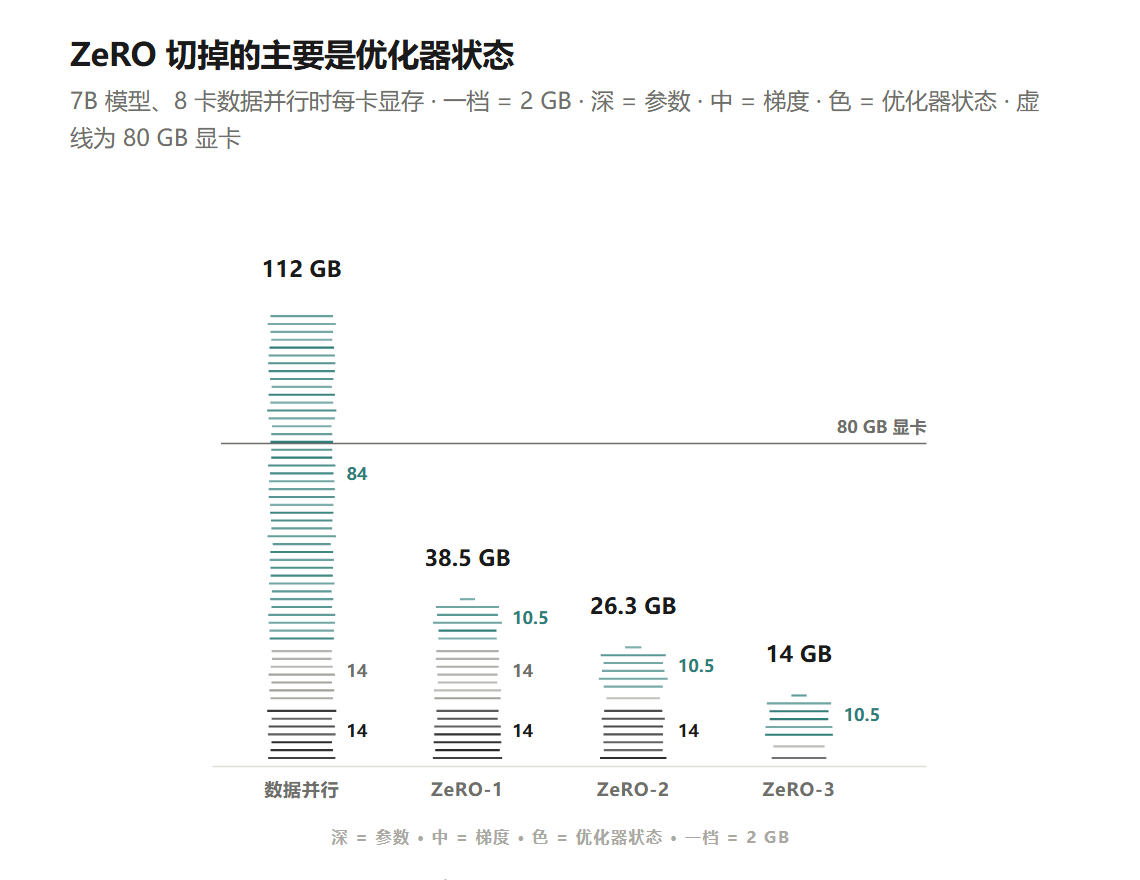 ZeRO 切掉的主要是优化器状态
7B 模型、8 卡数据并行时每卡显存 · 一档 = 2 GB · 深 = 参数 · 中 = 梯度 · 色 = 优化器状态 · 虚
线为 80 GB 显卡
112 GB
80 GB 显卡
84
38.5 GB
26.3 GB
10.5
14 GB
10.5
14
14
10.5
14
14
14
数据并行
ZeRO-1
ZeRO-2
ZeRO-3
深 = 参数 • 中 = 梯度 • 色 = 优化器状态 • 一档 = 2 GB